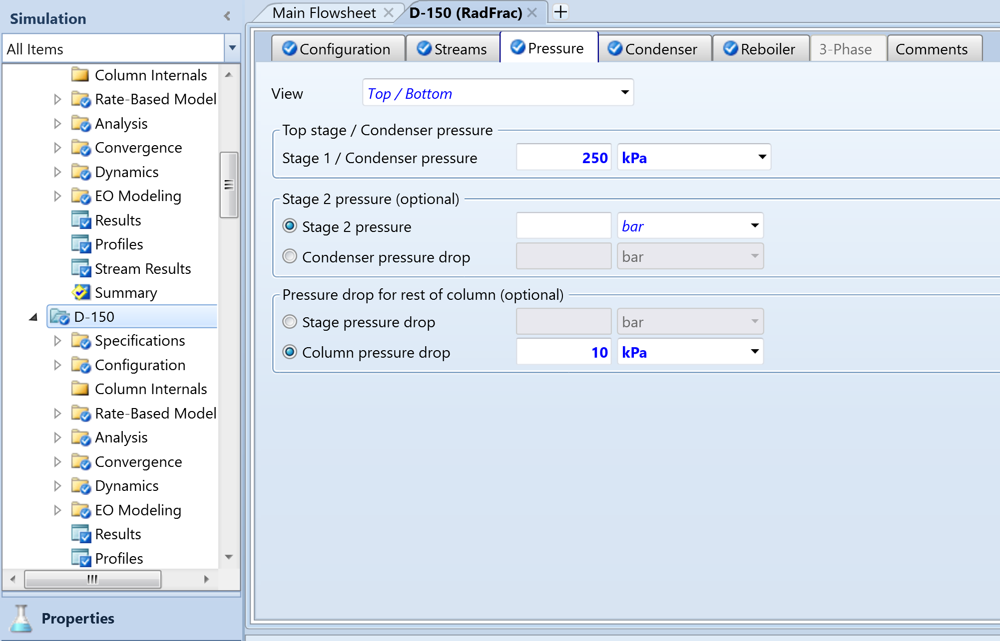 Simulation
All Items
Column Internals
Rate-Based Model
Analysis
Convergence
Dynamics
EO Modeling
Results
Profiles
Stream Results
Summary
D-150
Specifications
Configuration
Column Internals
Rate-Based Model
Analysis
Convergence
Dynamics
EO Modeling
Results
Profiles
Properties
Main Flowsheet
D-150 (RadFrac)
Configuration
Streams
Pressure
Condenser
Reboiler
3-Phase
Comments
View
Top / Bottom
Top stage / Condenser pressure
Stage 1 / Condenser pressure 250 kPa
Stage 2 pressure (optional)
Stage 2 pressure bar
Condenser pressure drop bar
Pressure drop for rest of column (optional)
Stage pressure drop bar
Column pressure drop 10 kPa